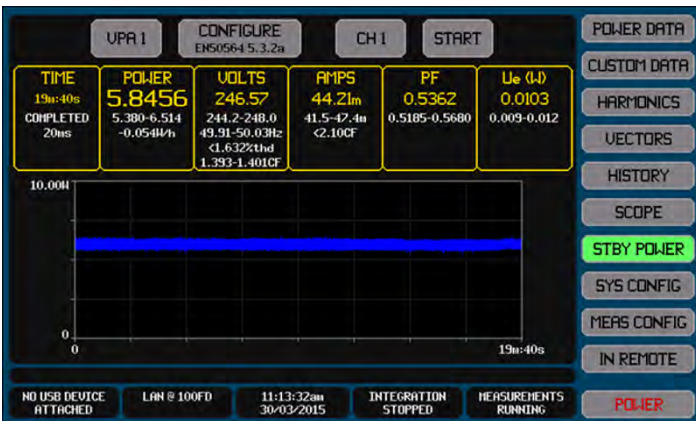 VPA 1
CONFIGURE
EN50564 5.3.2a
CH 1
START
TIME
19m:40s
COMPLETED
20ms
POWER
5.8456
5.380-6.514
-0.054W/h
VOLTS
246.57
244.2-248.0
49.91-50.03Hz
<1.632%thd
1.393-1.401CF
AMPS
44.21m
41.5-47.4m
<2.10CF
PF
0.5362
0.5185-0.5680
Ue (W)
0.0103
0.009-0.012
10.00W
0
0
19m:40s
NO USB DEVICE
ATTACHED
LAN @ 100FD
11:13:32am
30/03/2015
INTEGRATION
STOPPED
MEASUREMENTS
RUNNING
POWER DATA
CUSTOM DATA
HARMONICS
VECTORS
HISTORY
SCOPE
STBY POWER
SYS CONFIG
MEAS CONFIG
IN REMOTE
POWER